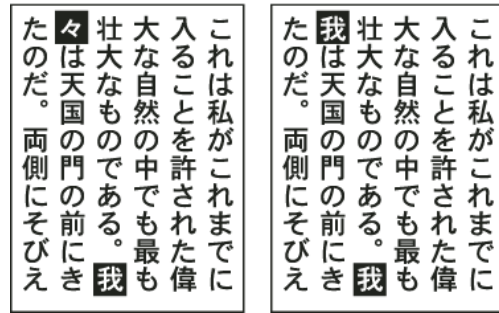 これは私がこれまでに
入ることを許された偉
大な自然の中でも最も
壮大なものである。我
々は天国の門の前にき
たのだ。両側にそびえ
これは私がこれまでに
入ることを許された偉
大な自然の中でも最も
壮大なものである。我
我は天国の門の前にき
たのだ。両側にそびえ